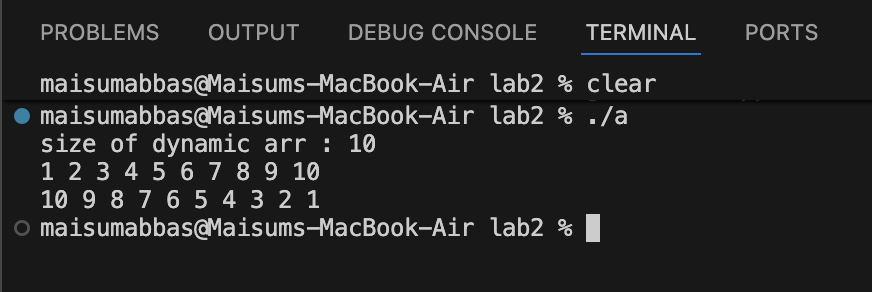 PROBLEMS OUTPUT DEBUG CONSOLE TERMINAL PORTS
maisumabbas@Maisums-MacBook-Air lab2 % clear
maisumabbas@Maisums-MacBook-Air lab2 % ./a
size of dynamic arr : 10
1 2 3 4 5 6 7 8 9 10
10 9 8 7 6 5 4 3 2 1
maisumabbas@Maisums-MacBook-Air lab2 %